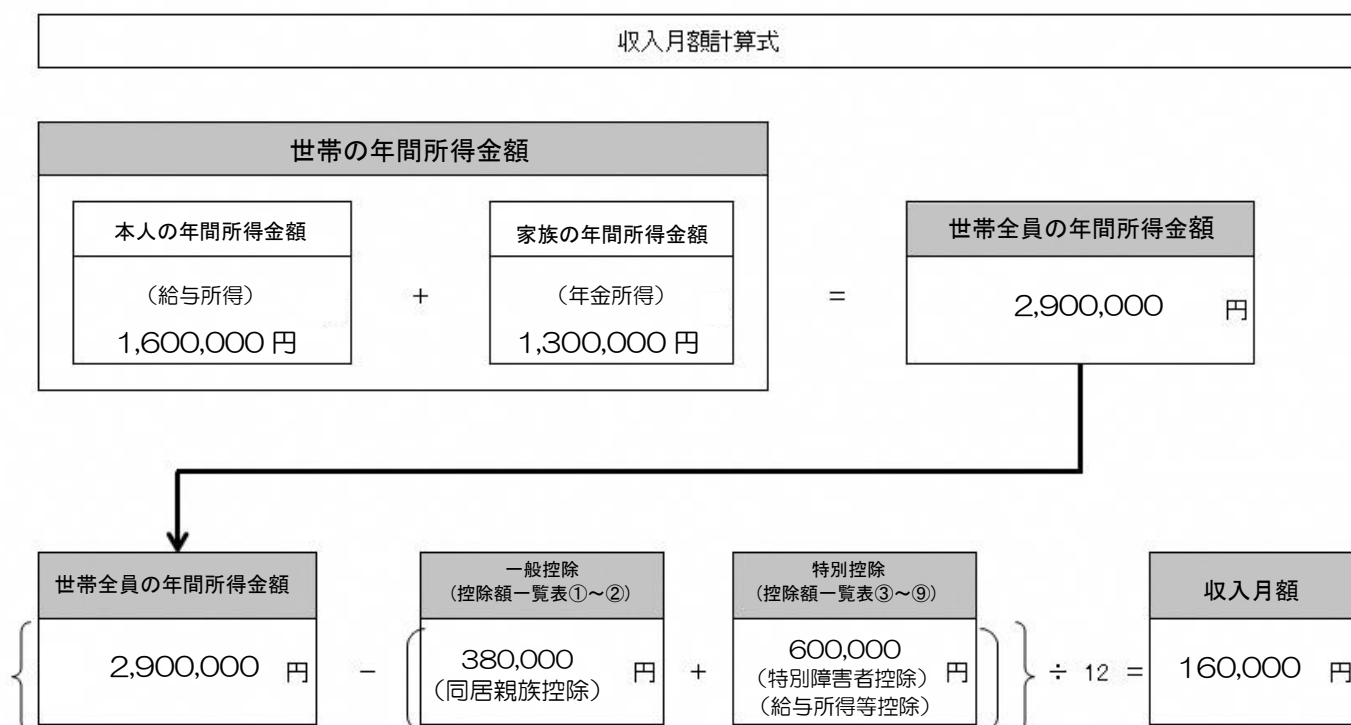 収入月額計算式
世帯の年間所得金額
本人の年間所得金額
(給与所得)
1,600,000 円
+
家族の年間所得金額
(年金所得)
1,300,000 円
=
世帯全員の年間所得金額
2,900,000 円
世帯全員の年間所得金額
{ 2,900,000 円
-
一般控除
(控除額一覧表①~②)
( 380,000 円
(同居親族控除)
+
特別控除
(控除額一覧表③~⑨)
600,000
(特別障害者控除) 円
(給与所得等控除)
) } ÷ 12 =
収入月額
160,000 円